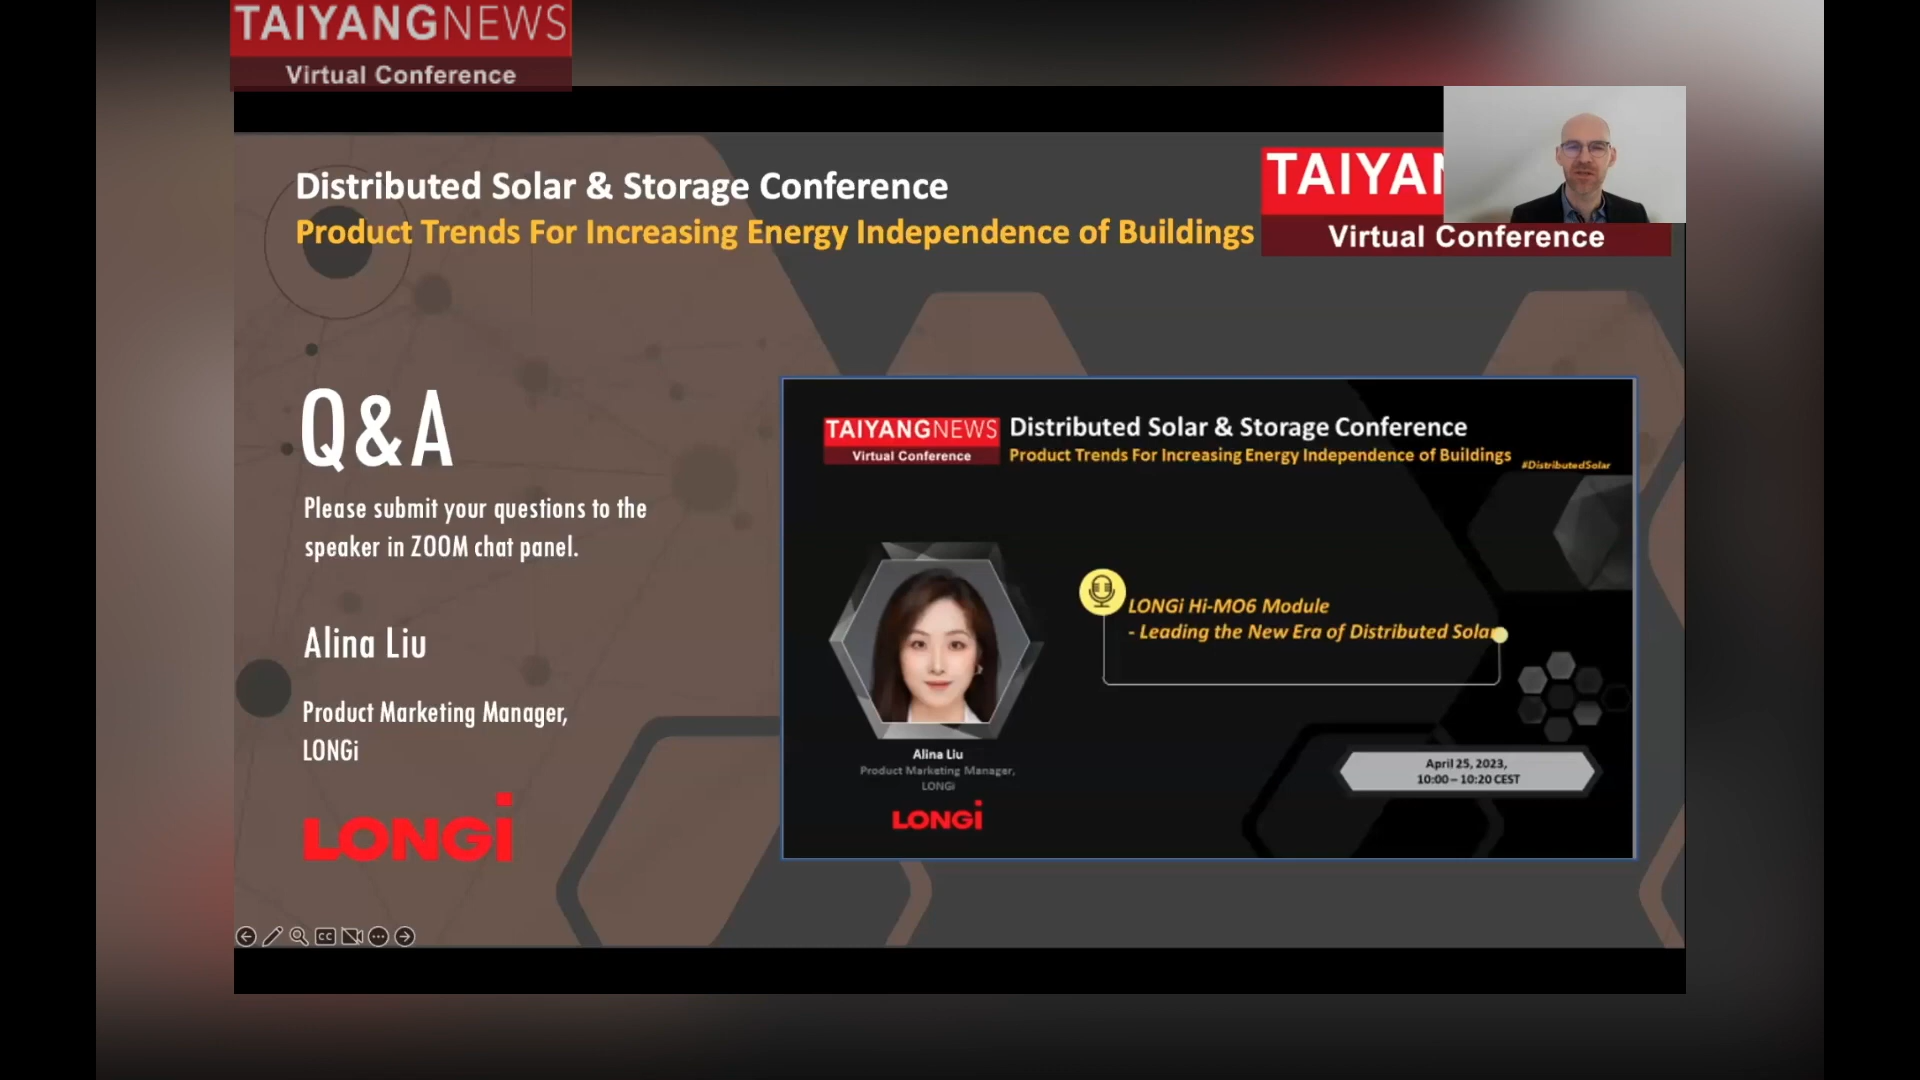 TAIYANGNEWS
Virtual Conference
Distributed Solar & Storage Conference
Product Trends For Increasing Energy Independence of Buildings
TAIYAN
Virtual Conference
Q&A
Please submit your questions to the
speaker in ZOOM chat panel.
Alina Liu
Product Marketing Manager,
LONGi
LONGi
TAIYANGNEWS
Virtual Conference
Distributed Solar & Storage Conference
Product Trends For Increasing Energy Independence of Buildings
#DistributedSolar
LONGi Hi-MO6 Module
- Leading the New Era of Distributed Solar
Alina Liu
Product Marketing Manager,
LONGi
LONGi
April 25, 2023,
10:00 – 10:20 CEST
CC